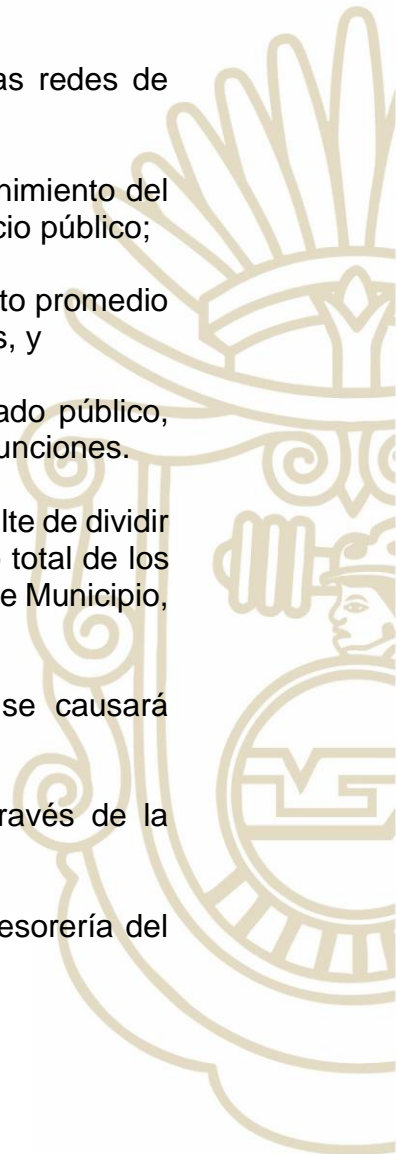 as redes de
nimiento del
cio público;
to promedio
s, y
ado público,
unciones.
lte de dividir
total de los
e Municipio,
se causará
ravés de la
esorería del